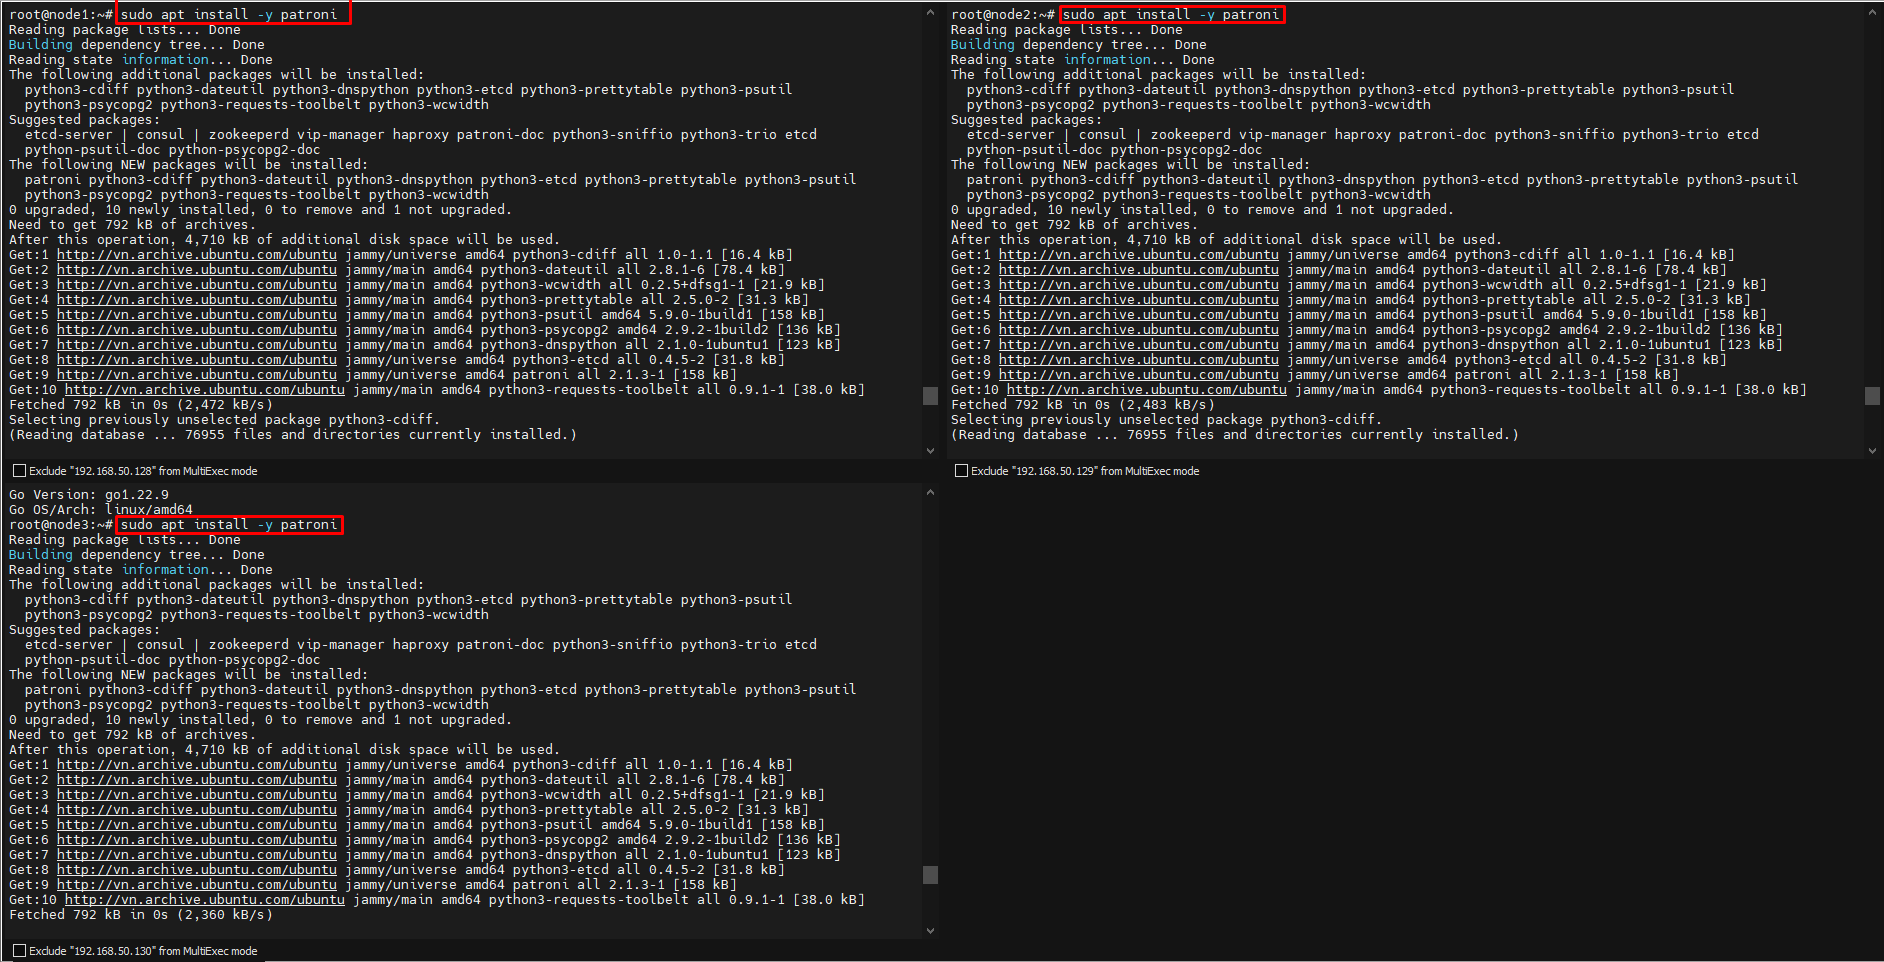 root@node1:~# sudo apt install -y patroni
Reading package lists... Done
Building dependency tree... Done
Reading state information... Done
The following additional packages will be installed:
  python3-cdiff python3-dateutil python3-dnspython python3-etcd python3-prettytable python3-psutil
  python3-psycopg2 python3-requests-toolbelt python3-wcwidth
Suggested packages:
  etcd-server | consul | zookeeperd vip-manager haproxy patroni-doc python3-sniffio python3-trio etcd
  python-psutil-doc python-psycopg2-doc
The following NEW packages will be installed:
  patroni python3-cdiff python3-dateutil python3-dnspython python3-etcd python3-prettytable python3-psutil
  python3-psycopg2 python3-requests-toolbelt python3-wcwidth
0 upgraded, 10 newly installed, 0 to remove and 1 not upgraded.
Need to get 792 kB of archives.
After this operation, 4,710 kB of additional disk space will be used.
Get:1 http://vn.archive.ubuntu.com/ubuntu jammy/universe amd64 python3-cdiff all 1.0-1.1 [16.4 kB]
Get:2 http://vn.archive.ubuntu.com/ubuntu jammy/main amd64 python3-dateutil all 2.8.1-6 [78.4 kB]
Get:3 http://vn.archive.ubuntu.com/ubuntu jammy/main amd64 python3-wcwidth all 0.2.5+dfsg1-1 [21.9 kB]
Get:4 http://vn.archive.ubuntu.com/ubuntu jammy/main amd64 python3-prettytable all 2.5.0-2 [31.3 kB]
Get:5 http://vn.archive.ubuntu.com/ubuntu jammy/main amd64 python3-psutil amd64 5.9.0-1build1 [158 kB]
Get:6 http://vn.archive.ubuntu.com/ubuntu jammy/main amd64 python3-psycopg2 amd64 2.9.2-1build2 [136 kB]
Get:7 http://vn.archive.ubuntu.com/ubuntu jammy/main amd64 python3-dnspython all 2.1.0-1ubuntu1 [123 kB]
Get:8 http://vn.archive.ubuntu.com/ubuntu jammy/universe amd64 python3-etcd all 0.4.5-2 [31.8 kB]
Get:9 http://vn.archive.ubuntu.com/ubuntu jammy/universe amd64 patroni all 2.1.3-1 [158 kB]
Get:10 http://vn.archive.ubuntu.com/ubuntu jammy/main amd64 python3-requests-toolbelt all 0.9.1-1 [38.0 kB]
Fetched 792 kB in 0s (2,472 kB/s)
Selecting previously unselected package python3-cdiff.
(Reading database ... 76955 files and directories currently installed.)
Exclude "192.168.50.128" from MultiExec mode
root@node2:~# sudo apt install -y patroni
Reading package lists... Done
Building dependency tree... Done
Reading state information... Done
The following additional packages will be installed:
  python3-cdiff python3-dateutil python3-dnspython python3-etcd python3-prettytable python3-psutil
  python3-psycopg2 python3-requests-toolbelt python3-wcwidth
Suggested packages:
  etcd-server | consul | zookeeperd vip-manager haproxy patroni-doc python3-sniffio python3-trio etcd
  python-psutil-doc python-psycopg2-doc
The following NEW packages will be installed:
  patroni python3-cdiff python3-dateutil python3-dnspython python3-etcd python3-prettytable python3-psutil
  python3-psycopg2 python3-requests-toolbelt python3-wcwidth
0 upgraded, 10 newly installed, 0 to remove and 1 not upgraded.
Need to get 792 kB of archives.
After this operation, 4,710 kB of additional disk space will be used.
Get:1 http://vn.archive.ubuntu.com/ubuntu jammy/universe amd64 python3-cdiff all 1.0-1.1 [16.4 kB]
Get:2 http://vn.archive.ubuntu.com/ubuntu jammy/main amd64 python3-dateutil all 2.8.1-6 [78.4 kB]
Get:3 http://vn.archive.ubuntu.com/ubuntu jammy/main amd64 python3-wcwidth all 0.2.5+dfsg1-1 [21.9 kB]
Get:4 http://vn.archive.ubuntu.com/ubuntu jammy/main amd64 python3-prettytable all 2.5.0-2 [31.3 kB]
Get:5 http://vn.archive.ubuntu.com/ubuntu jammy/main amd64 python3-psutil amd64 5.9.0-1build1 [158 kB]
Get:6 http://vn.archive.ubuntu.com/ubuntu jammy/main amd64 python3-psycopg2 amd64 2.9.2-1build2 [136 kB]
Get:7 http://vn.archive.ubuntu.com/ubuntu jammy/main amd64 python3-dnspython all 2.1.0-1ubuntu1 [123 kB]
Get:8 http://vn.archive.ubuntu.com/ubuntu jammy/universe amd64 python3-etcd all 0.4.5-2 [31.8 kB]
Get:9 http://vn.archive.ubuntu.com/ubuntu jammy/universe amd64 patroni all 2.1.3-1 [158 kB]
Get:10 http://vn.archive.ubuntu.com/ubuntu jammy/main amd64 python3-requests-toolbelt all 0.9.1-1 [38.0 kB]
Fetched 792 kB in 0s (2,483 kB/s)
Selecting previously unselected package python3-cdiff.
(Reading database ... 76955 files and directories currently installed.)
Exclude "192.168.50.129" from MultiExec mode
Go Version: go1.22.9
Go OS/Arch: linux/amd64
root@node3:~# sudo apt install -y patroni
Reading package lists... Done
Building dependency tree... Done
Reading state information... Done
The following additional packages will be installed:
  python3-cdiff python3-dateutil python3-dnspython python3-etcd python3-prettytable python3-psutil
  python3-psycopg2 python3-requests-toolbelt python3-wcwidth
Suggested packages:
  etcd-server | consul | zookeeperd vip-manager haproxy patroni-doc python3-sniffio python3-trio etcd
  python-psutil-doc python-psycopg2-doc
The following NEW packages will be installed:
  patroni python3-cdiff python3-dateutil python3-dnspython python3-etcd python3-prettytable python3-psutil
  python3-psycopg2 python3-requests-toolbelt python3-wcwidth
0 upgraded, 10 newly installed, 0 to remove and 1 not upgraded.
Need to get 792 kB of archives.
After this operation, 4,710 kB of additional disk space will be used.
Get:1 http://vn.archive.ubuntu.com/ubuntu jammy/universe amd64 python3-cdiff all 1.0-1.1 [16.4 kB]
Get:2 http://vn.archive.ubuntu.com/ubuntu jammy/main amd64 python3-dateutil all 2.8.1-6 [78.4 kB]
Get:3 http://vn.archive.ubuntu.com/ubuntu jammy/main amd64 python3-wcwidth all 0.2.5+dfsg1-1 [21.9 kB]
Get:4 http://vn.archive.ubuntu.com/ubuntu jammy/main amd64 python3-prettytable all 2.5.0-2 [31.3 kB]
Get:5 http://vn.archive.ubuntu.com/ubuntu jammy/main amd64 python3-psutil amd64 5.9.0-1build1 [158 kB]
Get:6 http://vn.archive.ubuntu.com/ubuntu jammy/main amd64 python3-psycopg2 amd64 2.9.2-1build2 [136 kB]
Get:7 http://vn.archive.ubuntu.com/ubuntu jammy/main amd64 python3-dnspython all 2.1.0-1ubuntu1 [123 kB]
Get:8 http://vn.archive.ubuntu.com/ubuntu jammy/universe amd64 python3-etcd all 0.4.5-2 [31.8 kB]
Get:9 http://vn.archive.ubuntu.com/ubuntu jammy/universe amd64 patroni all 2.1.3-1 [158 kB]
Get:10 http://vn.archive.ubuntu.com/ubuntu jammy/main amd64 python3-requests-toolbelt all 0.9.1-1 [38.0 kB]
Fetched 792 kB in 0s (2,360 kB/s)
Exclude "192.168.50.130" from MultiExec mode